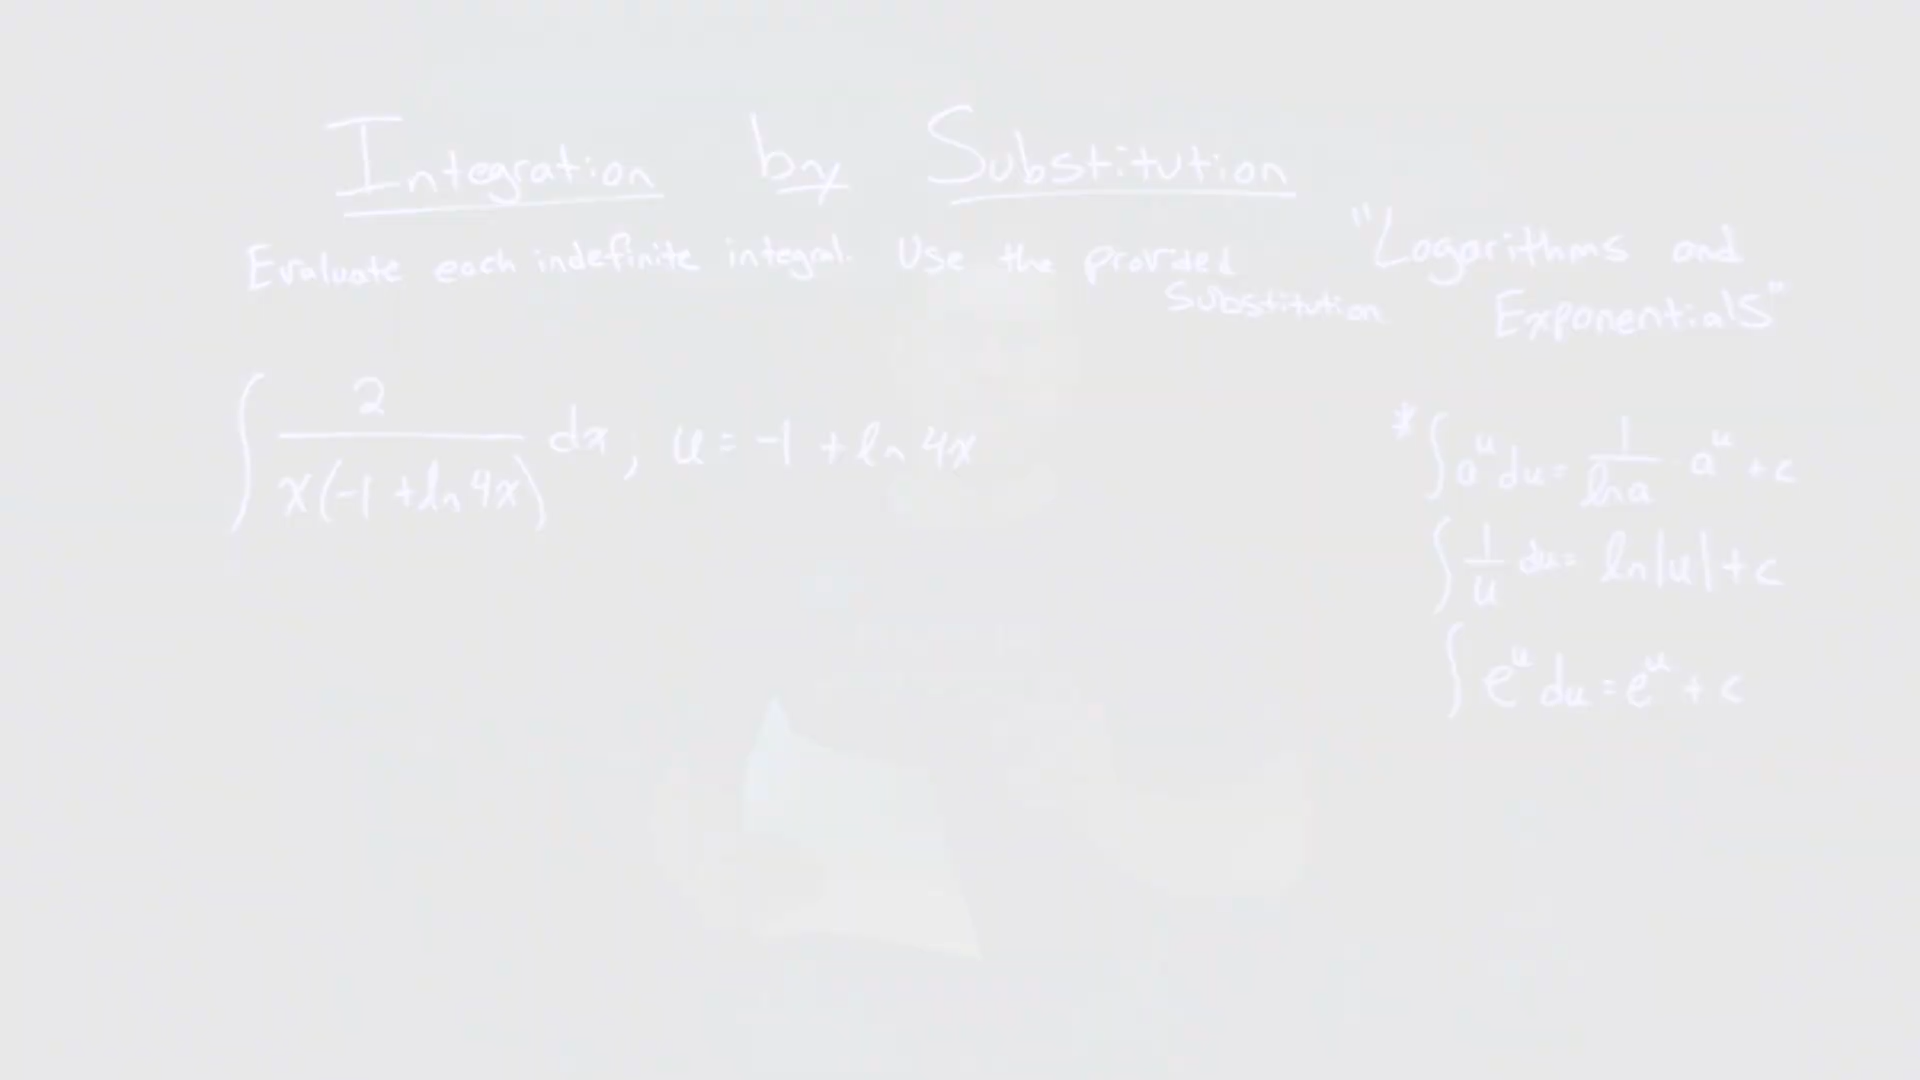 Integration by Substitution
Evaluate each indefinite integral. Use the provided Substitution
"Logarithms and Exponentials"
∫ 2/(x(-1 + ln 4x)) dx ; u = -1 + ln 4x
* ∫ a^u du = 1/(ln a) a^u + c
∫ 1/u du = ln|u| + c
∫ e^u du = e^u + c